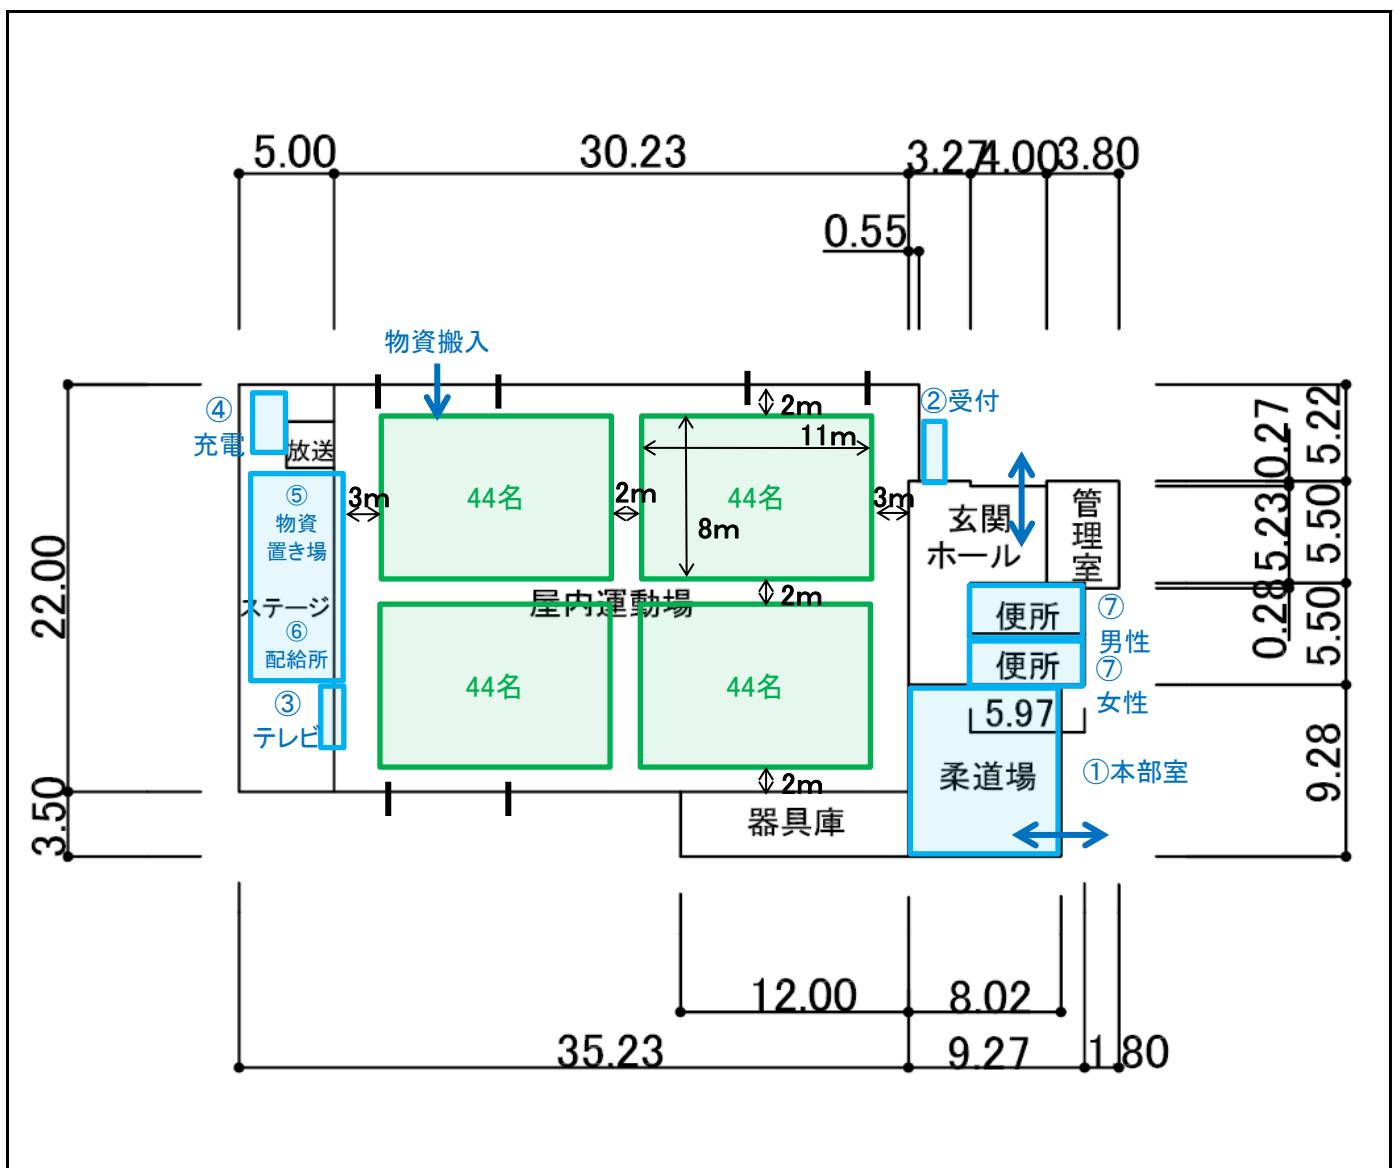 5.00
30.23
3.27
4.00
3.80
0.55
物資搬入
④
充電
放送
②受付
2m
11m
8m
44名
44名
3m
2m
3m
⑤
物資
置き場
玄関
ホール
管理室
ステージ
屋内運動場
2m
⑥
配給所
便所
⑦
男性
便所
⑦
女性
44名
44名
③
テレビ
5.97
2m
柔道場
①本部室
器具庫
22.00
3.50
0.27
5.22
5.23
5.50
0.28
5.50
9.28
12.00
8.02
35.23
9.27
1.80